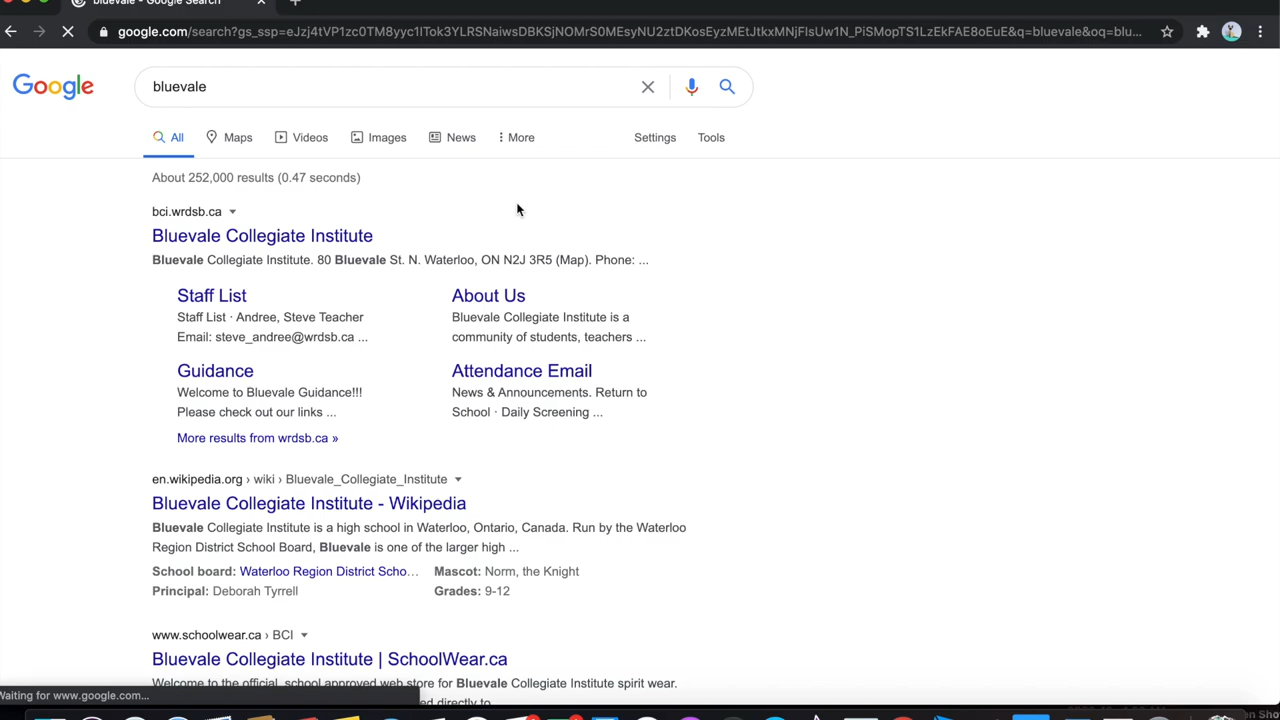 bluevale - Google Search
google.com/search?gs_ssp=eJzj4tVP1zc0TM8yyc1ITok3YLRSNaiwsDBKSjNOMrS0MEsyNU2ztDKosEyzMEtJtkxMNjFIsUw1N_PiSMopTS1LzEkFAE8oEuE&q=bluevale&oq=blu...
Google
bluevale
All Maps Videos Images News More Settings Tools
About 252,000 results (0.47 seconds)
bci.wrdsb.ca
Bluevale Collegiate Institute
Bluevale Collegiate Institute. 80 Bluevale St. N. Waterloo, ON N2J 3R5 (Map). Phone: ...
Staff List
Staff List · Andree, Steve Teacher
Email: steve_andree@wrdsb.ca ...
About Us
Bluevale Collegiate Institute is a
community of students, teachers ...
Guidance
Welcome to Bluevale Guidance!!!
Please check out our links ...
Attendance Email
News & Announcements. Return to
School · Daily Screening ...
More results from wrdsb.ca »
en.wikipedia.org › wiki › Bluevale_Collegiate_Institute
Bluevale Collegiate Institute - Wikipedia
Bluevale Collegiate Institute is a high school in Waterloo, Ontario, Canada. Run by the Waterloo
Region District School Board, Bluevale is one of the larger high ...
School board: Waterloo Region District Scho... Mascot: Norm, the Knight
Principal: Deborah Tyrrell Grades: 9-12
www.schoolwear.ca › BCI
Bluevale Collegiate Institute | SchoolWear.ca
Welcome to the official, school approved web store for Bluevale Collegiate Institute spirit wear.
ed directly to
Waiting for www.google.com...